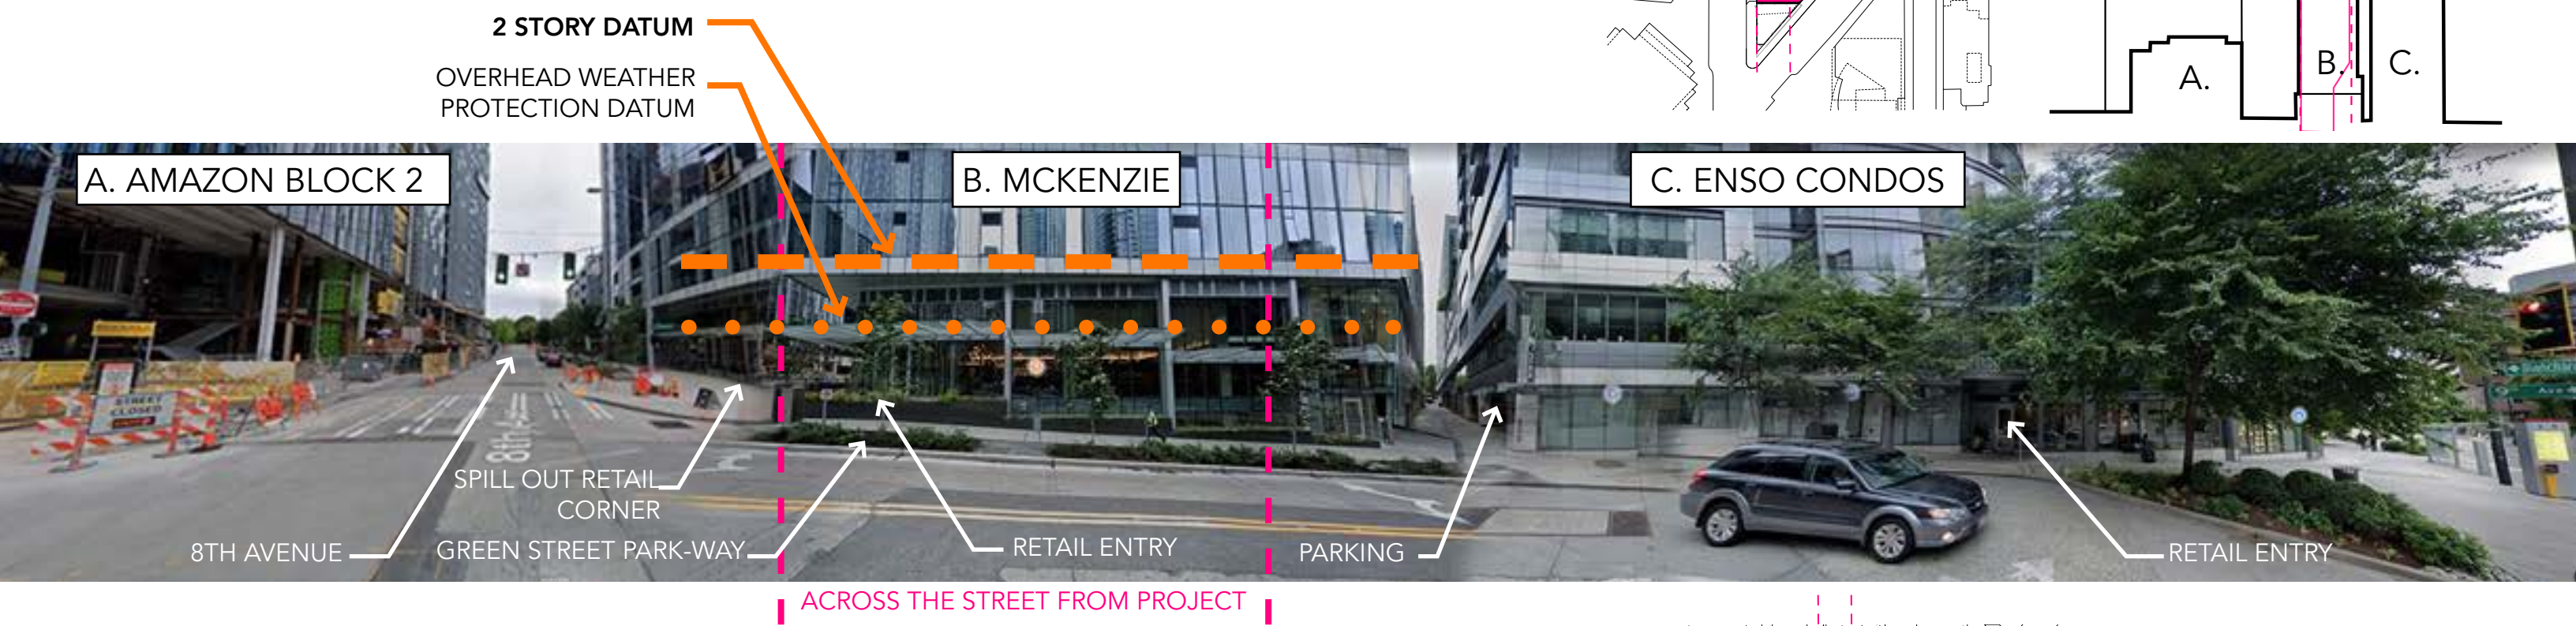 2 STORY DATUM
OVERHEAD WEATHER
PROTECTION DATUM
A.
B.
C.
A. AMAZON BLOCK 2
B. MCKENZIE
C. ENSO CONDOS
STREET
CLOSED
8th Ave
SPILL OUT RETAIL
CORNER
8TH AVENUE
GREEN STREET PARK-WAY
RETAIL ENTRY
PARKING
RETAIL ENTRY
ACROSS THE STREET FROM PROJECT